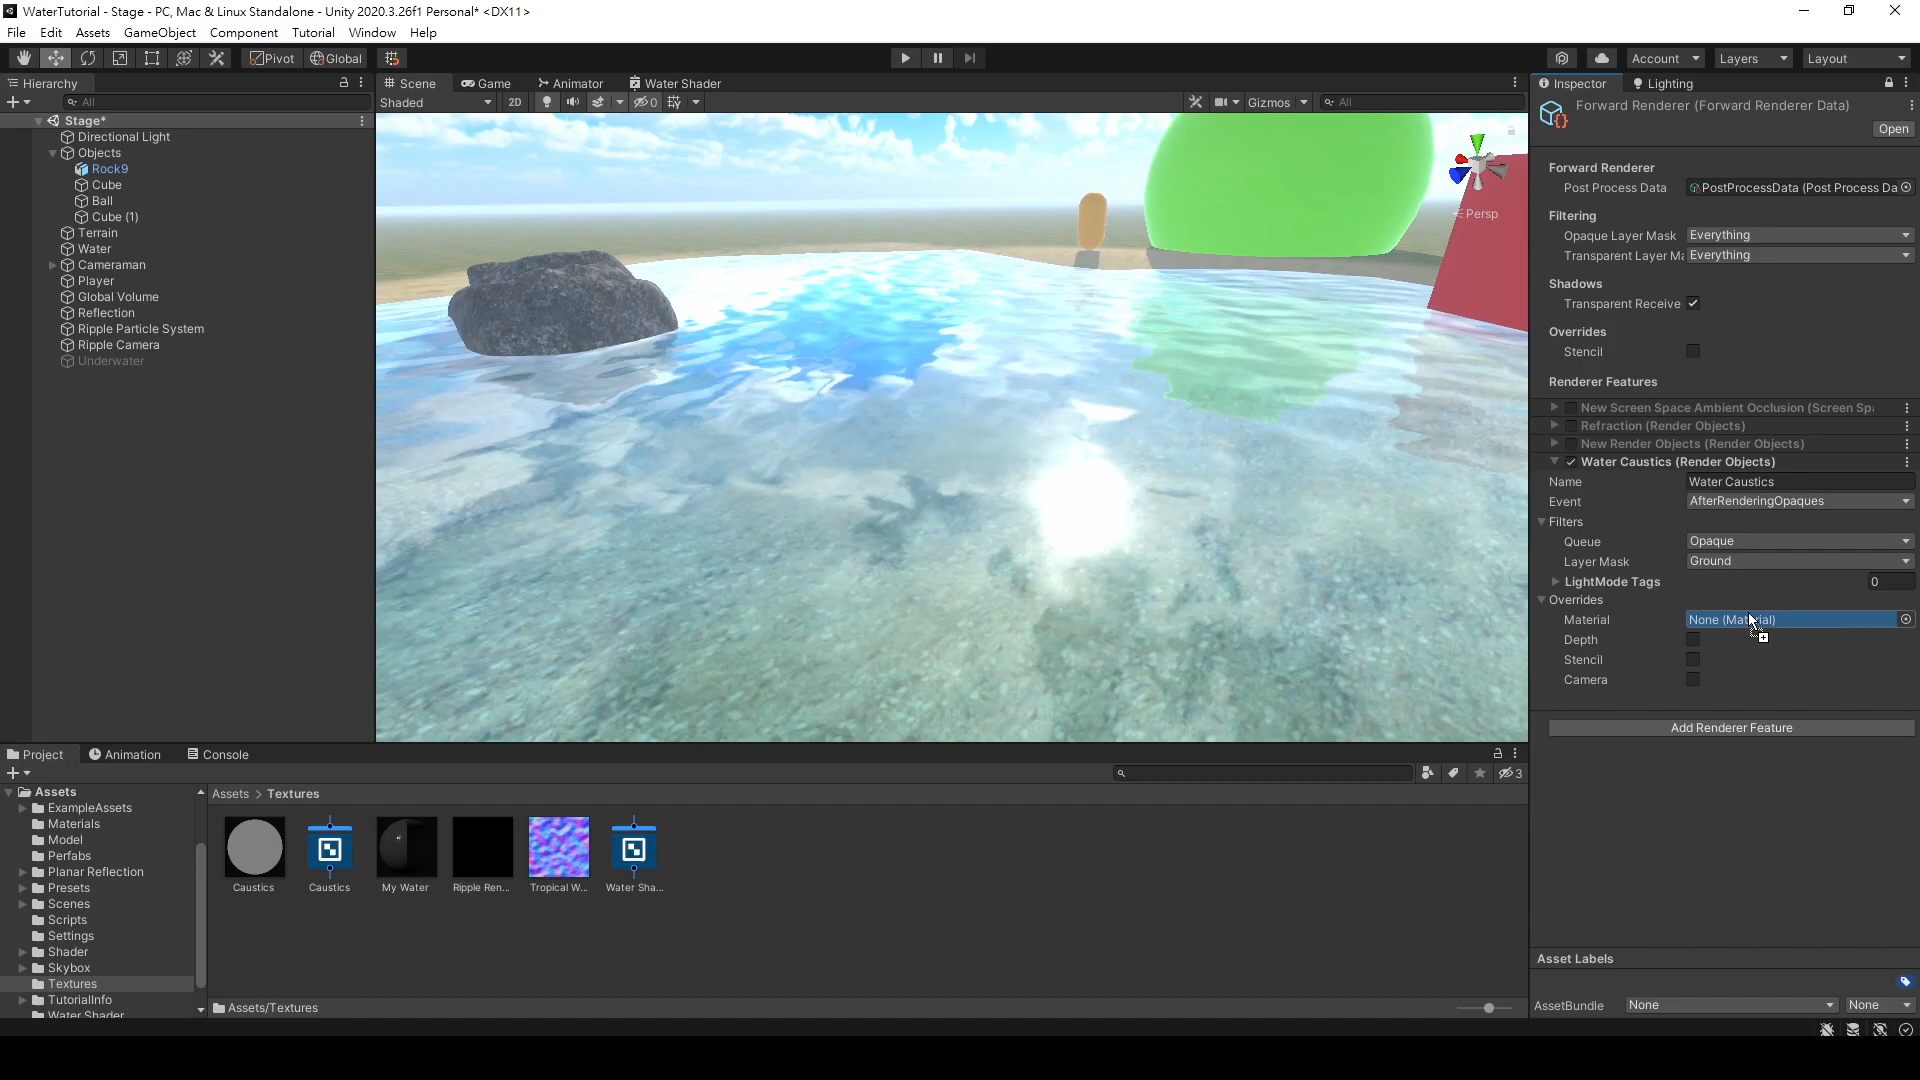 WaterTutorial - Stage - PC, Mac & Linux Standalone - Unity 2020.3.26f1 Personal* <DX11>
File Edit Assets GameObject Component Tutorial Window Help
Pivot Global Account Layers Layout
Hierarchy
All
Stage*
Directional Light
Objects
Rock9
Cube
Ball
Cube (1)
Terrain
Water
Cameraman
Player
Global Volume
Reflection
Ripple Particle System
Ripple Camera
Underwater
Scene Game Animator Water Shader
Shaded 2D 0 Gizmos All
Persp
Inspector Lighting
Forward Renderer (Forward Renderer Data)
Open
Forward Renderer
Post Process Data PostProcessData (Post Process Da
Filtering
Opaque Layer Mask Everything
Transparent Layer Ma Everything
Shadows
Transparent Receive
Overrides
Stencil
Renderer Features
New Screen Space Ambient Occlusion (Screen Spa
Refraction (Render Objects)
New Render Objects (Render Objects)
Water Caustics (Render Objects)
Name Water Caustics
Event AfterRenderingOpaques
Filters
Queue Opaque
Layer Mask Ground
LightMode Tags 0
Overrides
Material None (Material)
Depth
Stencil
Camera
Add Renderer Feature
Asset Labels
AssetBundle None None
Project Animation Console
3
Assets
ExampleAssets
Materials
Model
Perfabs
Planar Reflection
Presets
Scenes
Scripts
Settings
Shader
Skybox
Textures
TutorialInfo
Water Shader
Assets > Textures
Caustics Caustics My Water Ripple Ren... Tropical W... Water Sha...
Assets/Textures